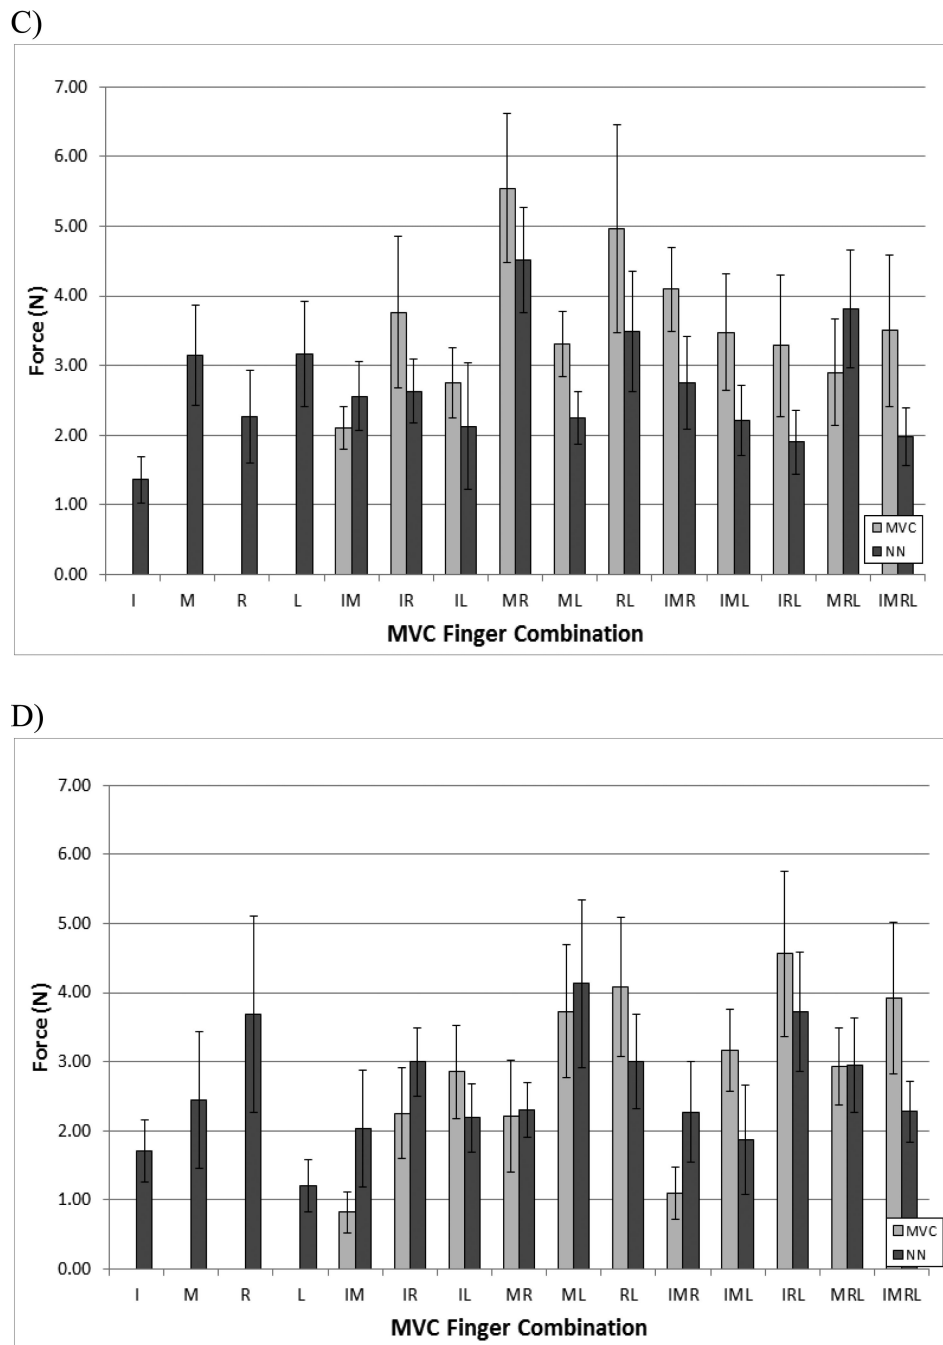 C)
7.00
6.00
5.00
4.00
3.00
2.00
1.00
0.00
Force (N)
MVC
NN
I M R L IM IR IL MR ML RL IMR IML IRL MRL IMRL
MVC Finger Combination
D)
7.00
6.00
5.00
4.00
3.00
2.00
1.00
0.00
Force (N)
MVC
NN
I M R L IM IR IL MR ML RL IMR IML IRL MRL IMRL
MVC Finger Combination